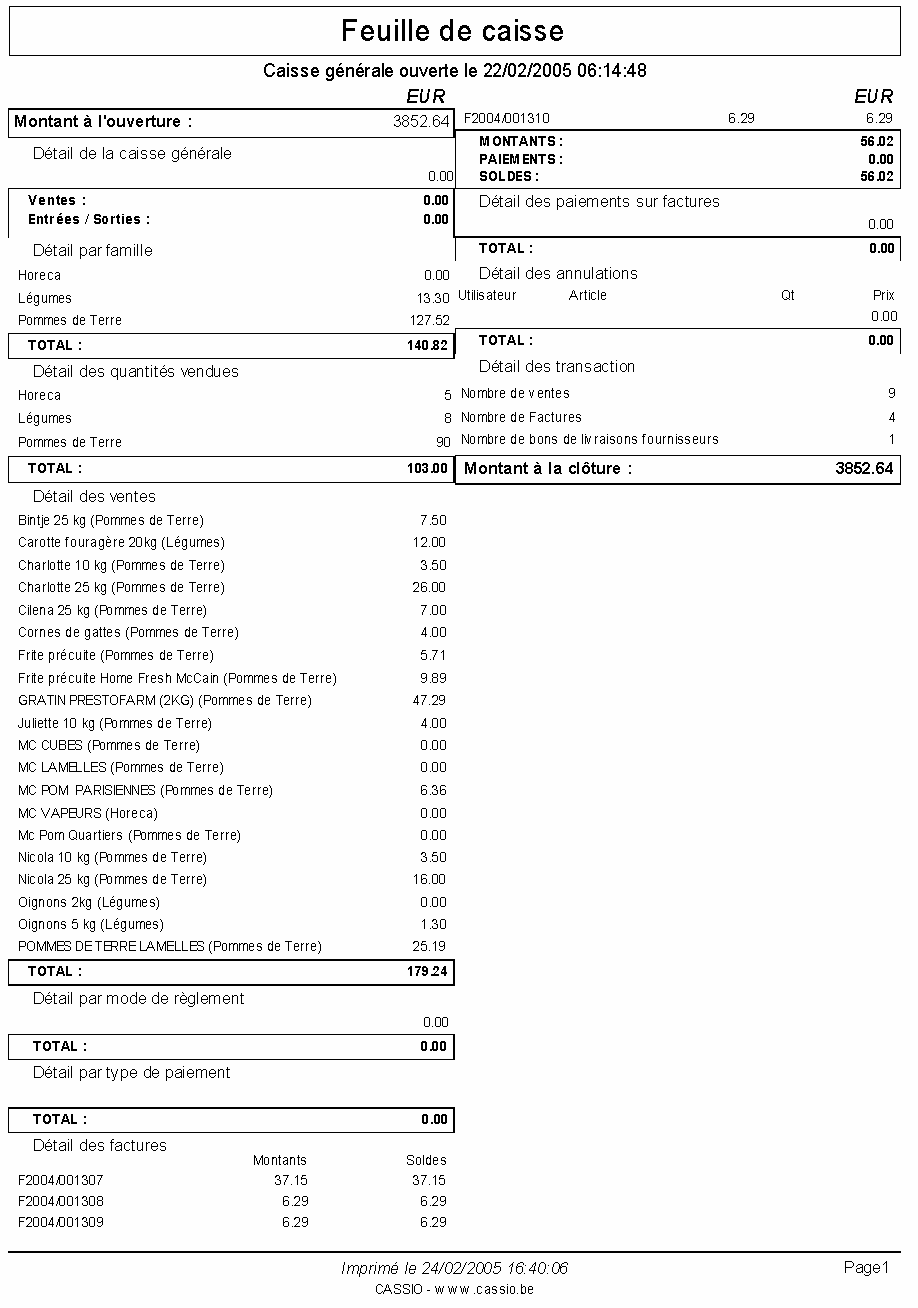 Feuille de caisse
Caisse générale ouverte le 22/02/2005 06:14:48
EUR
Montant à l'ouverture : 3852.64
Détail de la caisse générale
0.00
Ventes : 0.00
Entrées / Sorties : 0.00
Détail par famille
Horeca 0.00
Légumes 13.30
Pommes de Terre 127.52
TOTAL : 140.82
Détail des quantités vendues
Horeca 5
Légumes 8
Pommes de Terre 90
TOTAL : 103.00
Détail des ventes
Bintje 25 kg (Pommes de Terre) 7.50
Carotte fouragère 20kg (Légumes) 12.00
Charlotte 10 kg (Pommes de Terre) 3.50
Charlotte 25 kg (Pommes de Terre) 26.00
Cilena 25 kg (Pommes de Terre) 7.00
Cornes de gattes (Pommes de Terre) 4.00
Frite précuite (Pommes de Terre) 5.71
Frite précuite Home Fresh McCain (Pommes de Terre) 9.89
GRATIN PRESTOFARM (2KG) (Pommes de Terre) 47.29
Juliette 10 kg (Pommes de Terre) 4.00
MC CUBES (Pommes de Terre) 0.00
MC LAMELLES (Pommes de Terre) 0.00
MC POM PARISIENNES (Pommes de Terre) 6.36
MC VAPEURS (Horeca) 0.00
Mc Pom Quartiers (Pommes de Terre) 0.00
Nicola 10 kg (Pommes de Terre) 3.50
Nicola 25 kg (Pommes de Terre) 16.00
Oignons 2kg (Légumes) 0.00
Oignons 5 kg (Légumes) 1.30
POMMES DE TERRE LAMELLES (Pommes de Terre) 25.19
TOTAL : 179.24
Détail par mode de règlement
0.00
TOTAL : 0.00
Détail par type de paiement
TOTAL : 0.00
Détail des factures
Montants Soldes
F2004/001307 37.15 37.15
F2004/001308 6.29 6.29
F2004/001309 6.29 6.29
EUR
F2004/001310 6.29 6.29
MONTANTS : 56.02
PAIEMENTS : 0.00
SOLDES : 56.02
Détail des paiements sur factures
0.00
TOTAL : 0.00
Détail des annulations
Utilisateur Article Qt Prix
0.00
TOTAL : 0.00
Détail des transaction
Nombre de ventes 9
Nombre de Factures 4
Nombre de bons de livraisons fournisseurs 1
Montant à la clôture : 3852.64
Imprimé le 24/02/2005 16:40:06
Page1
CASSIO - www.cassio.be